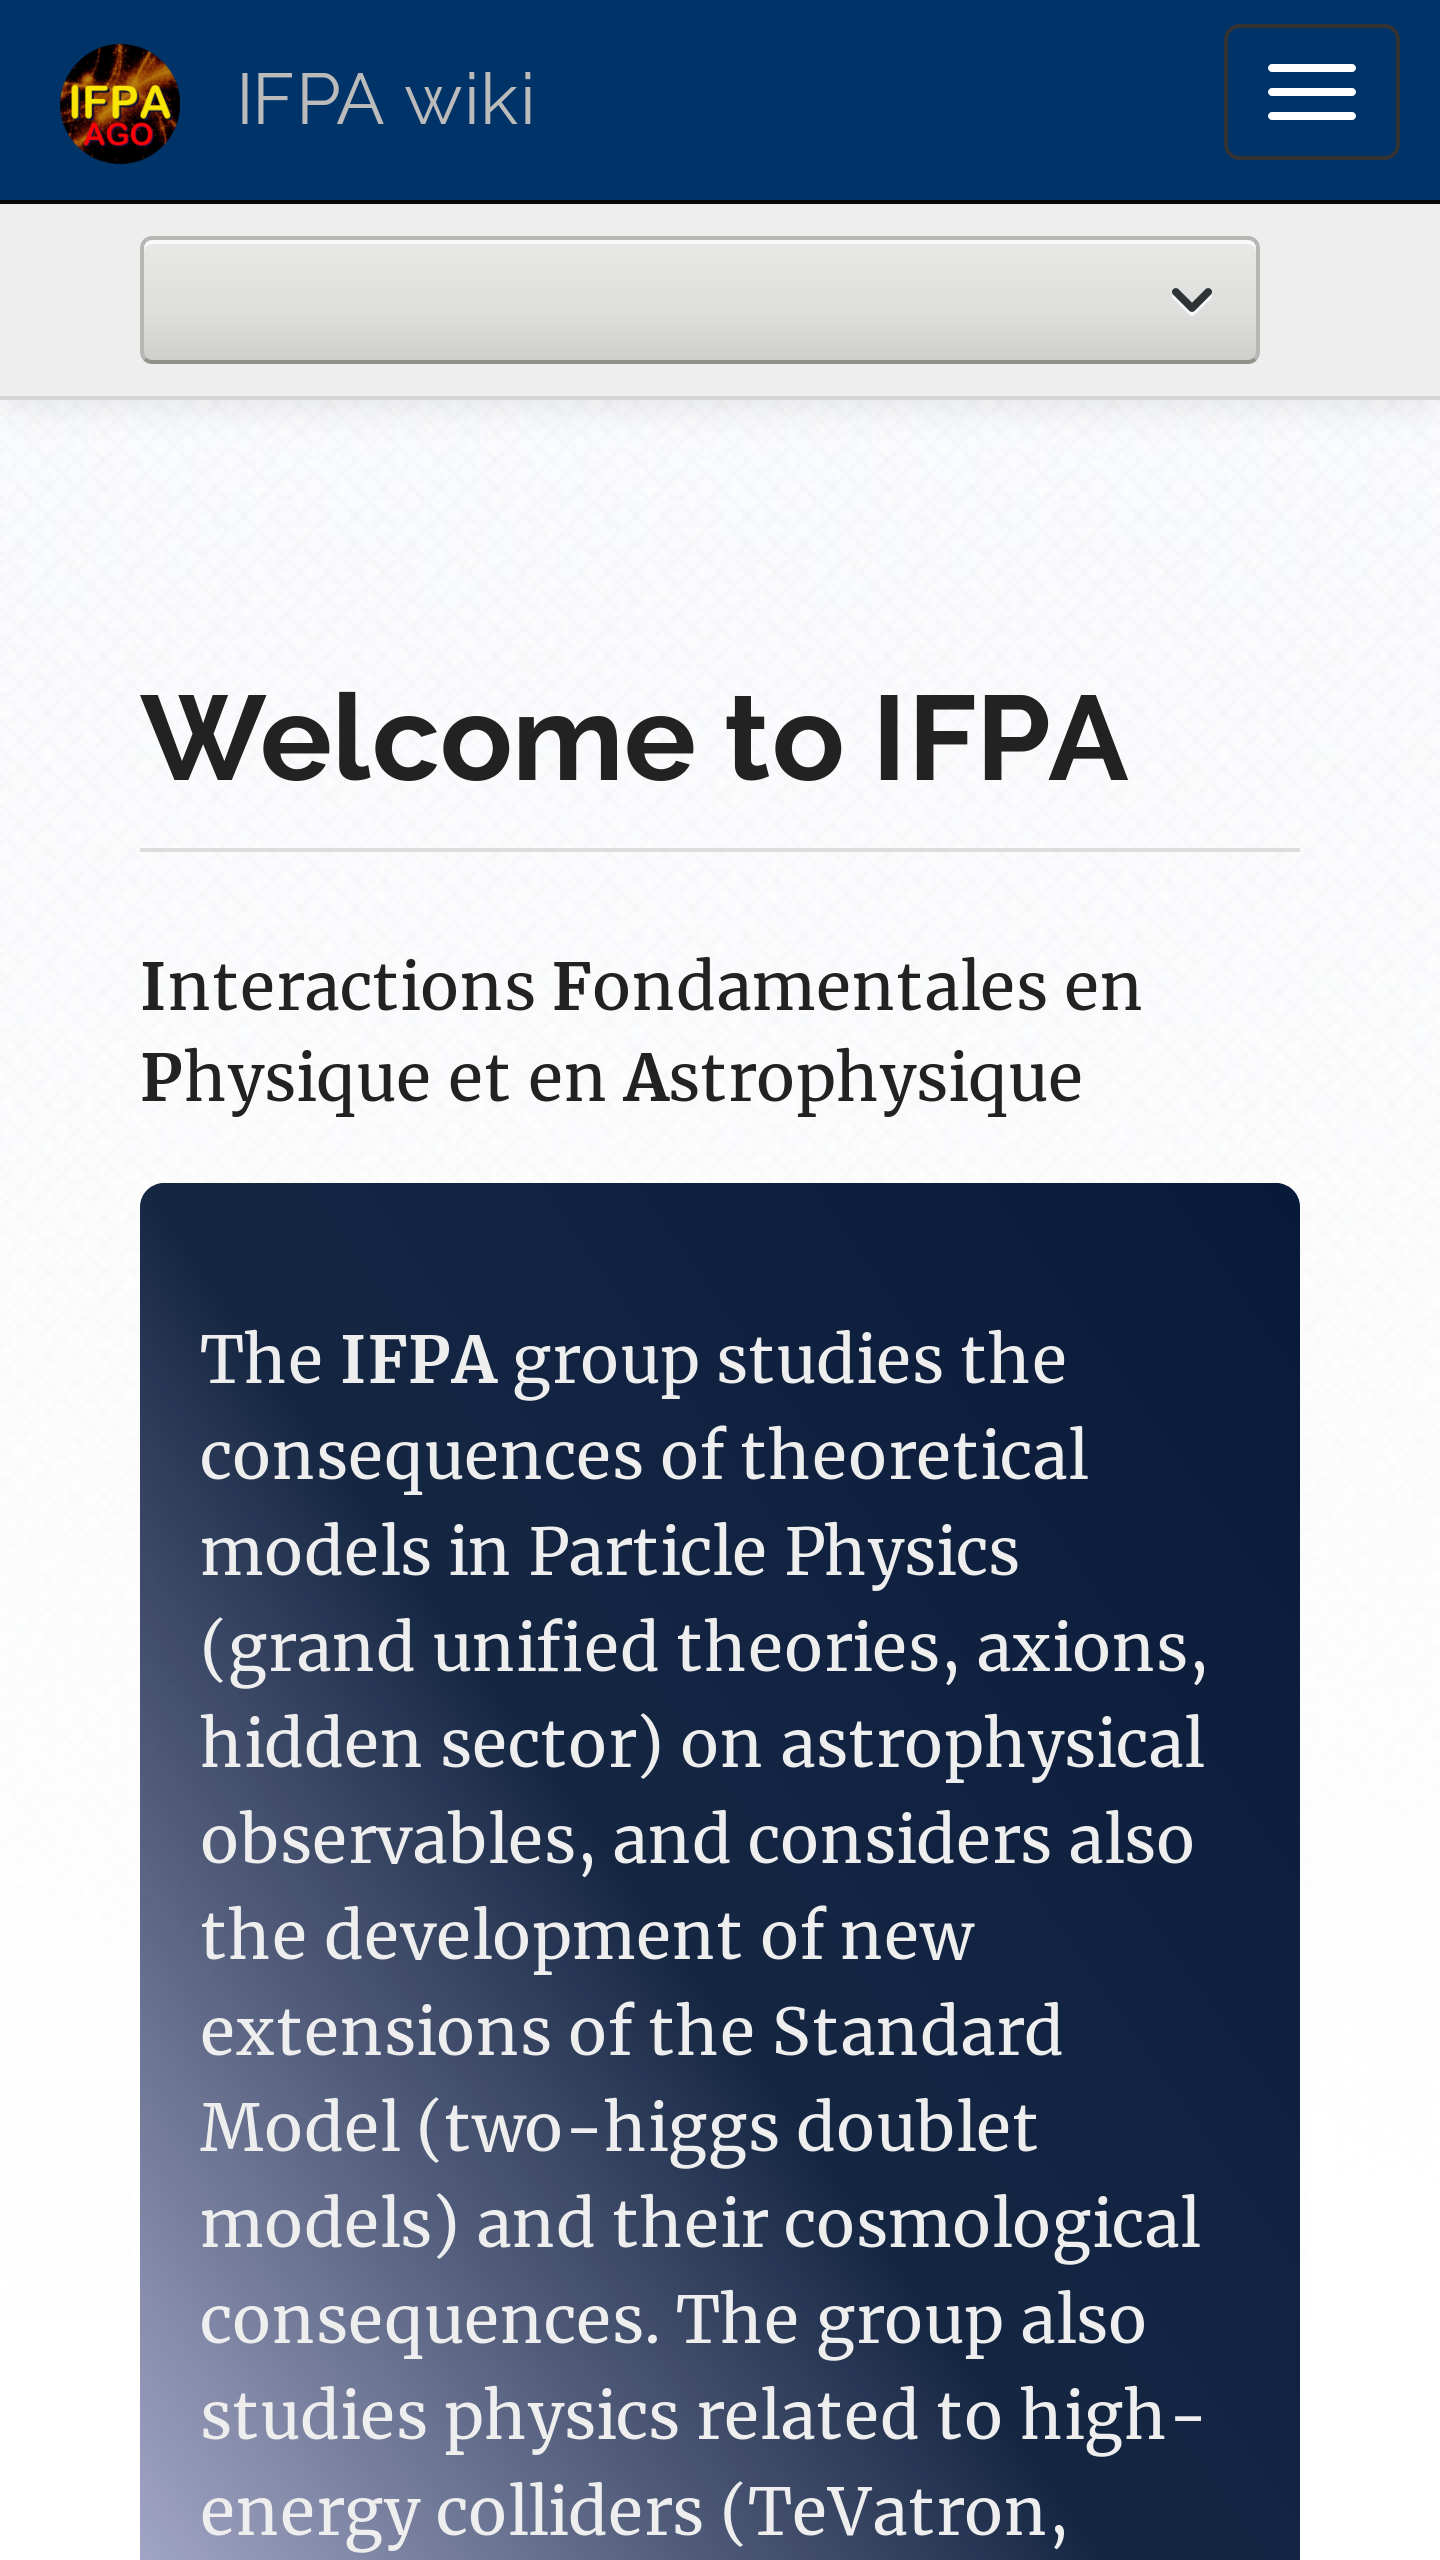 IFPA
AGO
IFPA wiki
Welcome to IFPA
Interactions Fondamentales en
Physique et en Astrophysique
The IFPA group studies the
consequences of theoretical
models in Particle Physics
(grand unified theories, axions,
hidden sector) on astrophysical
observables, and considers also
the development of new
extensions of the Standard
Model (two-higgs doublet
models) and their cosmological
consequences. The group also
studies physics related to high-
energy colliders (TeVatron,